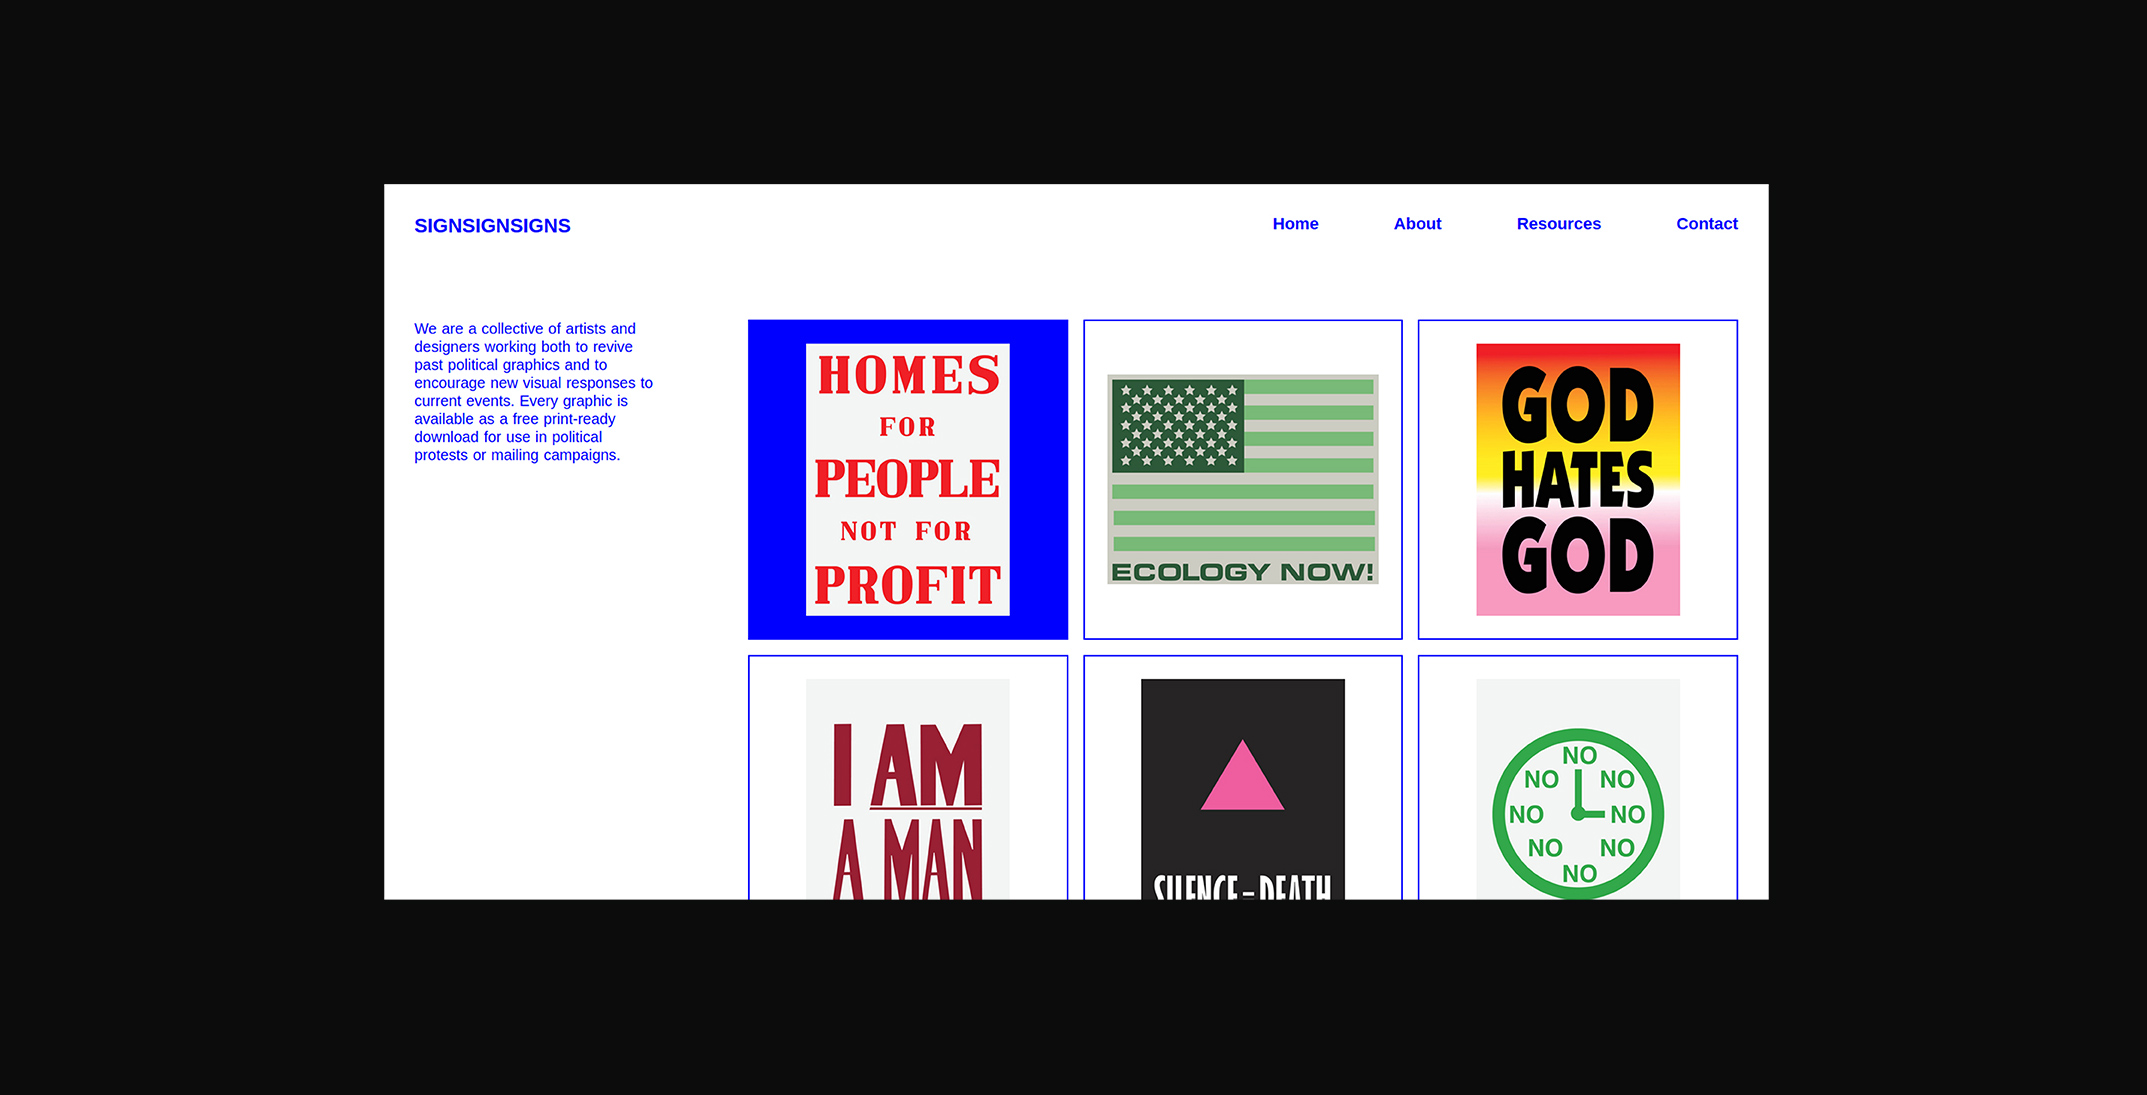 SIGNSIGNSIGNS
Home About Resources Contact
We are a collective of artists and
designers working both to revive
past political graphics and to
encourage new visual responses to
current events. Every graphic is
available as a free print-ready
download for use in political
protests or mailing campaigns.
HOMES
FOR
PEOPLE
NOT FOR
PROFIT
ECOLOGY NOW!
GOD
HATES
GOD
I AM
A MAN
SILENCE=DEATH
NO
NO NO
NO NO
NO NO
NO